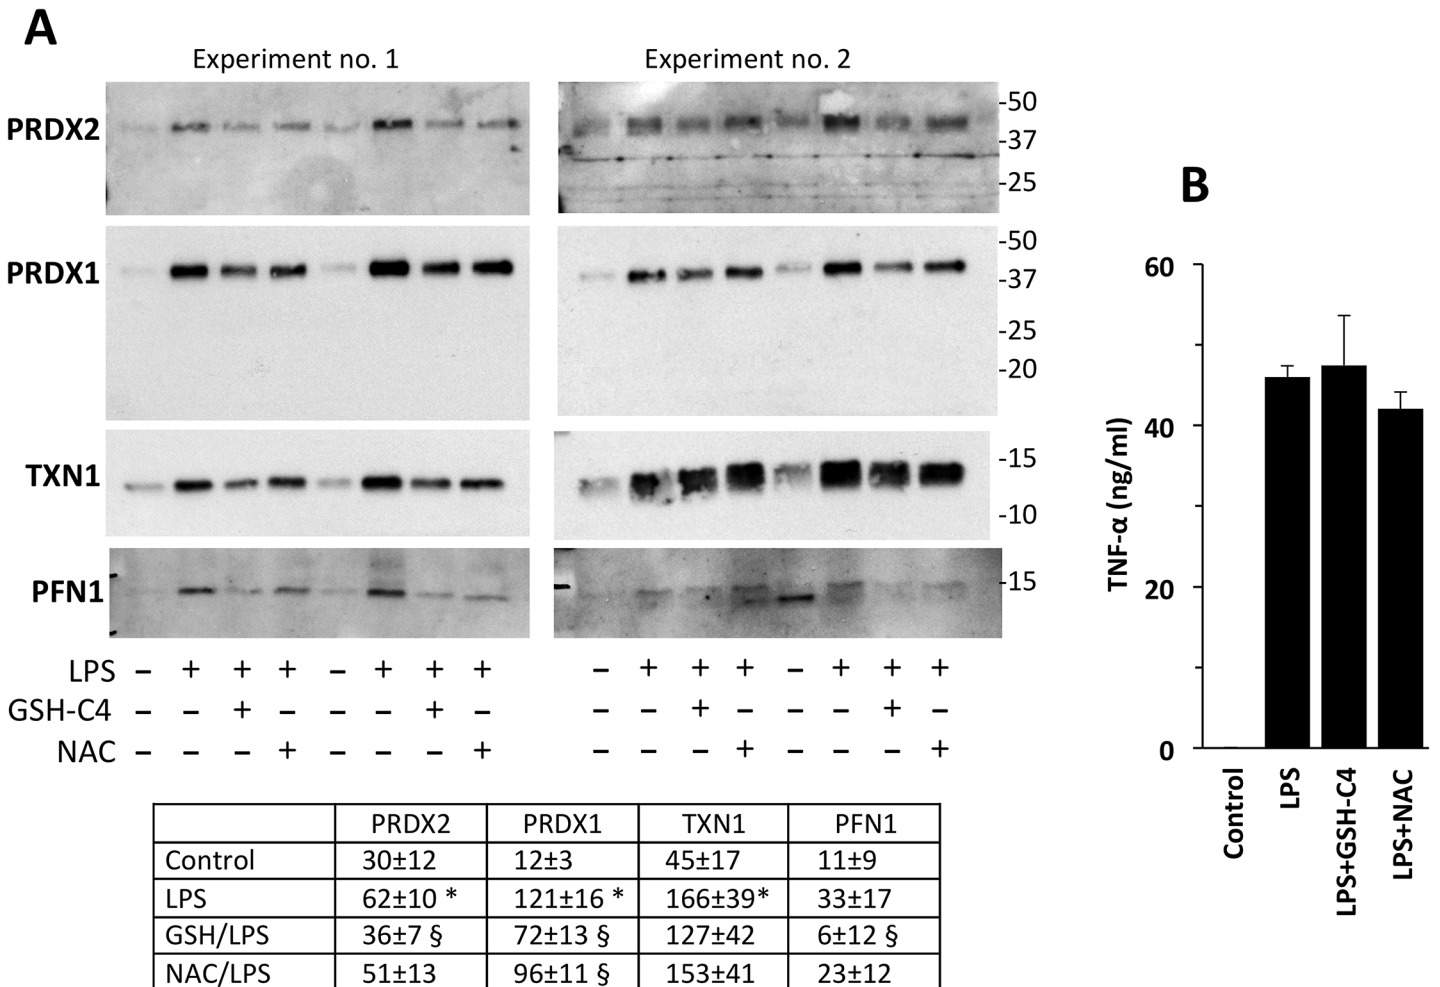 A
Experiment no. 1
Experiment no. 2
PRDX2
-50
-37
-25
PRDX1
-50
-37
-25
-20
TXN1
-15
-10
PFN1
-15
LPS – + + + – + + + – + + + – + + +
GSH-C4 – – + – – – + – – – + – – – + –
NAC – – – + – – – + – – – + – – – +
PRDX2 PRDX1 TXN1 PFN1
Control 30±12 12±3 45±17 11±9
LPS 62±10 * 121±16 * 166±39* 33±17
GSH/LPS 36±7 § 72±13 § 127±42 6±12 §
NAC/LPS 51±13 96±11 § 153±41 23±12
B
TNF-α (ng/ml)
60
40
20
0
Control
LPS
LPS+GSH-C4
LPS+NAC